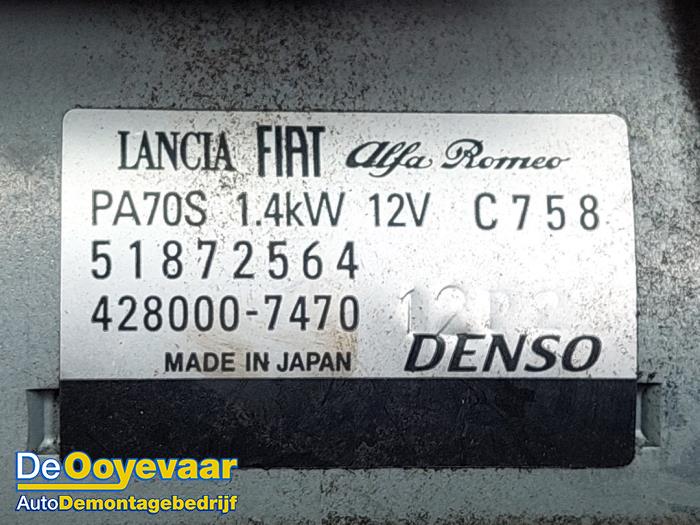 LANCIA FIAT Alfa Romeo
PA70S 1.4kW 12V C758
51872564
428000-7470
MADE IN JAPAN DENSO
De Ooyevaar
AutoDemontagebedrijf